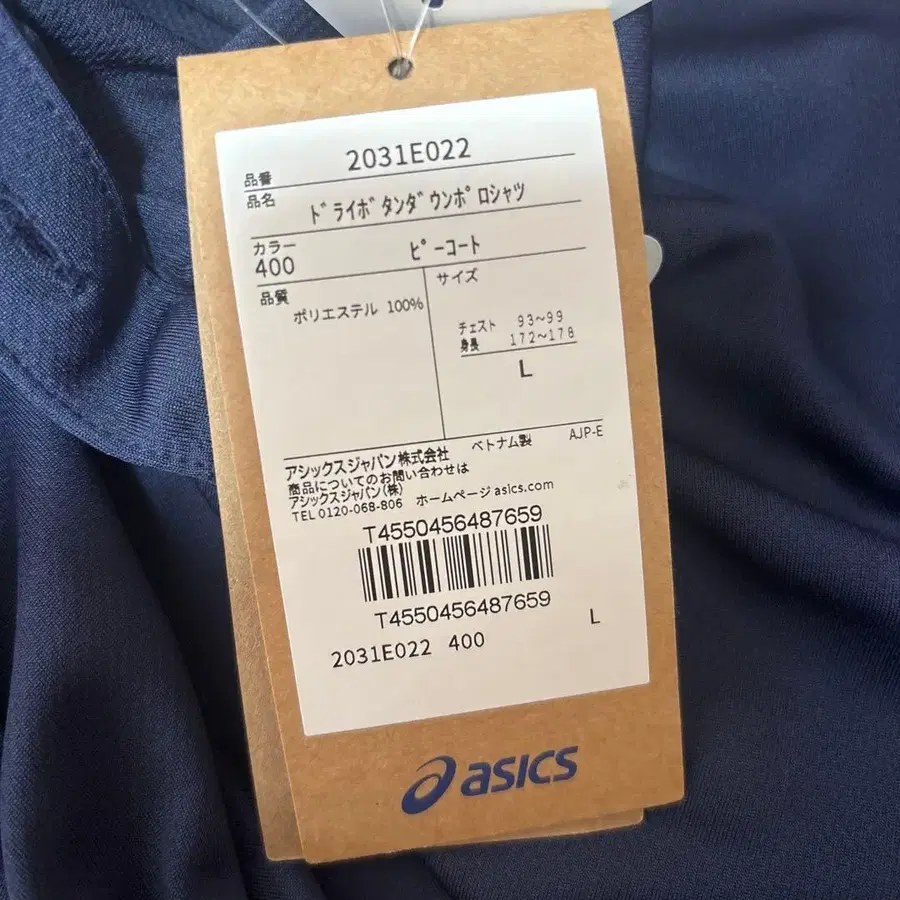 品番 2031E022
品名 ﾄﾞﾗｲﾎﾞﾀﾝﾀﾞｳﾝﾎﾟﾛｼｬﾂ
カラー
400 ﾋﾟｰｺｰﾄ
品質 サイズ
ポリエステル 100%
チェスト 93～99
身長 172～178
L
アシックスジャパン株式会社 ベトナム製 AJP-E
商品についてのお問い合わせは
アシックスジャパン(株)
TEL 0120-068-806 ホームページ asics.com
T4550456487659
T4550456487659
2031E022 400 L
asics